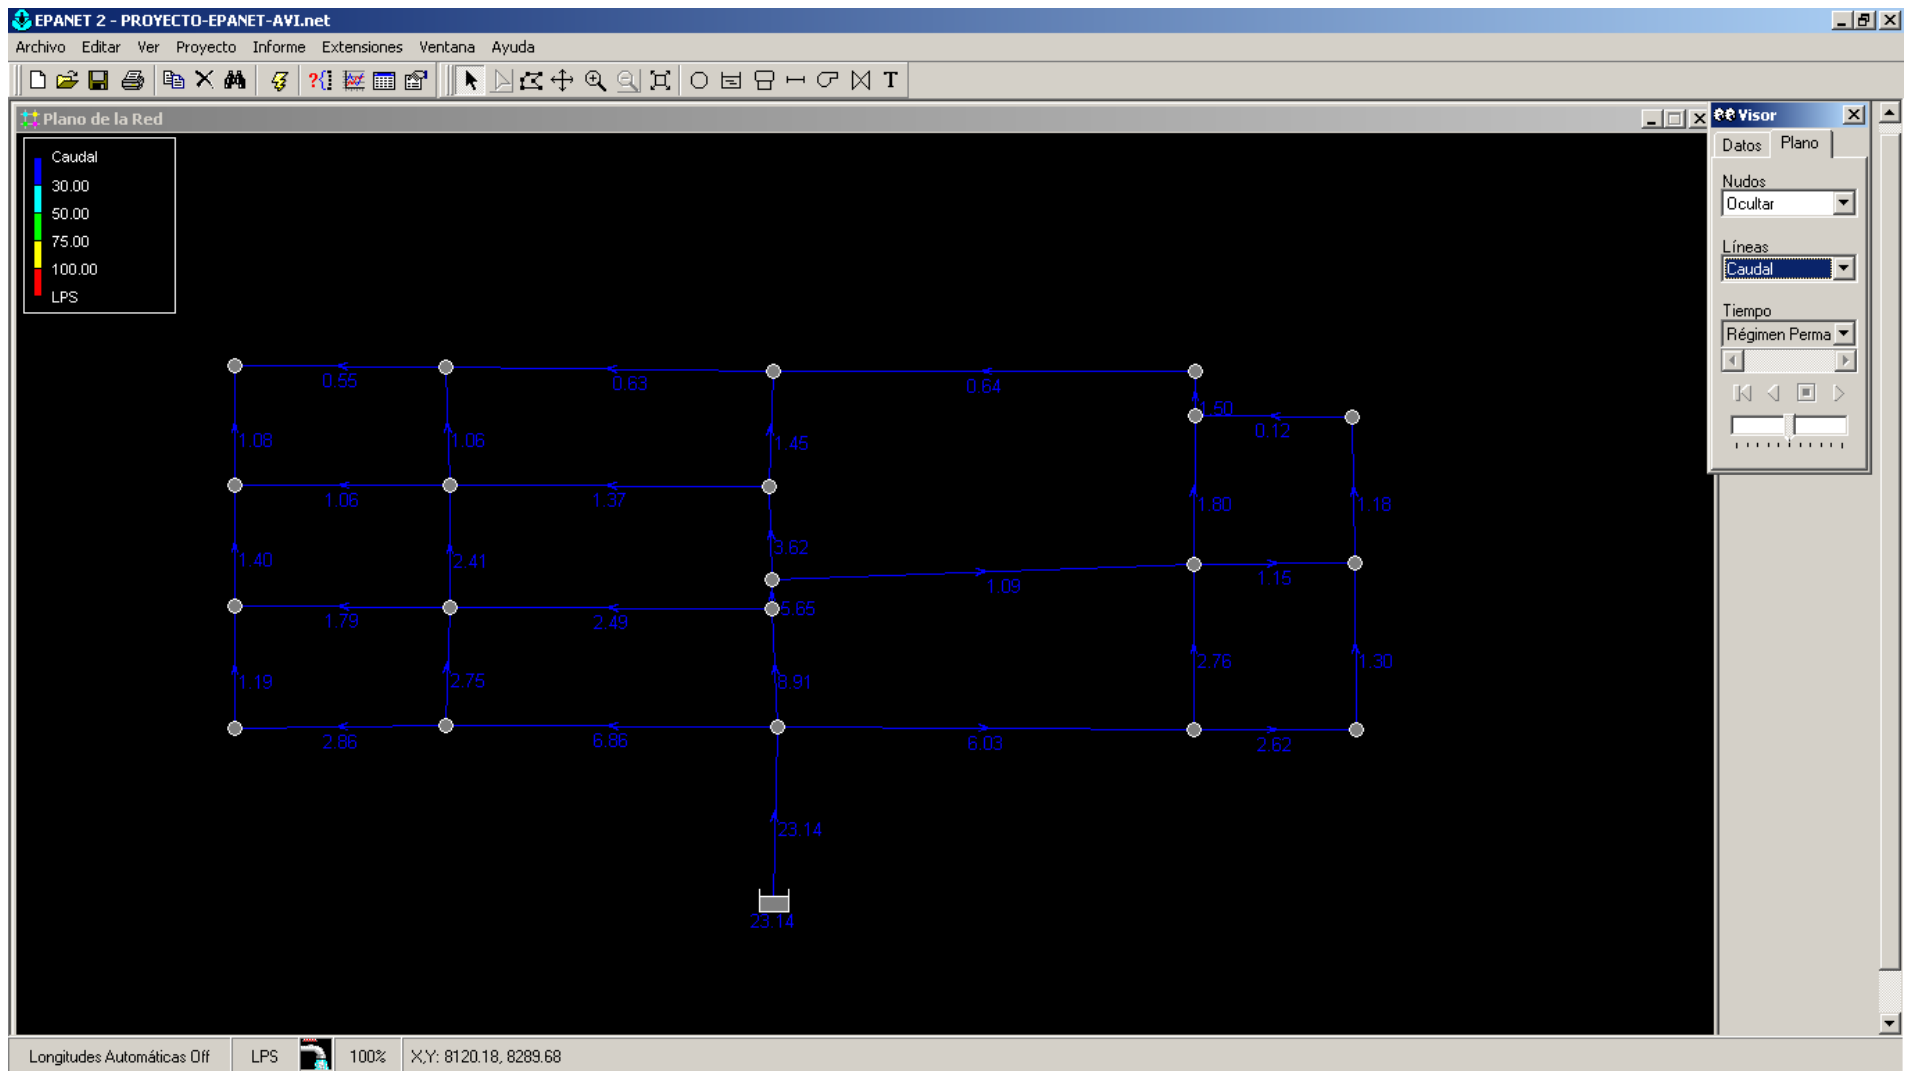 EPANET 2 - PROYECTO-EPANET-AVI.net
Archivo Editar Ver Proyecto Informe Extensiones Ventana Ayuda
T
Plano de la Red
Visor
Datos Plano
Nudos
Ocultar
Líneas
Caudal
Tiempo
Régimen Perma
Caudal
30.00
50.00
75.00
100.00
LPS
0.55 0.63 0.64
1.50
0.12
1.08 1.06 1.45
1.06 1.37 1.80 1.18
3.62
1.40 2.41
1.09 1.15
5.65
1.79 2.49
2.76 1.30
1.19 2.75 8.91
2.86 6.86 6.03 2.62
23.14
23.14
Longitudes Automáticas Off LPS 100% X,Y: 8120.18, 8289.68